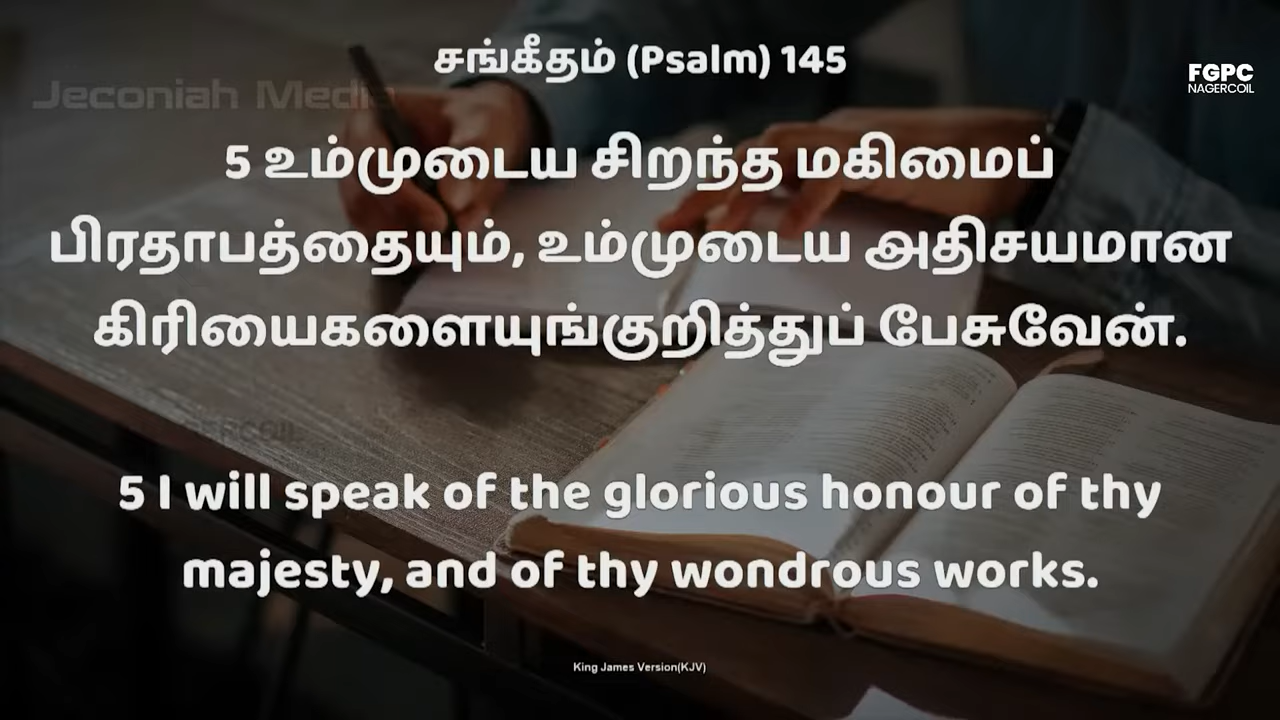 சங்கீதம் (Psalm) 145
Jeconiah Media
FGPC
NAGERCOIL
5 உம்முடைய சிறந்த மகிமைப்
பிரதாபத்தையும், உம்முடைய அதிசயமான
கிரியைகளையுங்குறித்துப் பேசுவேன்.
5 I will speak of the glorious honour of thy
majesty, and of thy wondrous works.
King James Version(KJV)